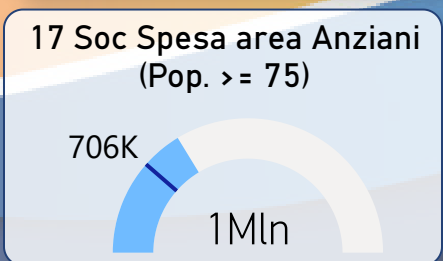 17 Soc Spesa area Anziani
(Pop. >= 75)
706K
1Mln